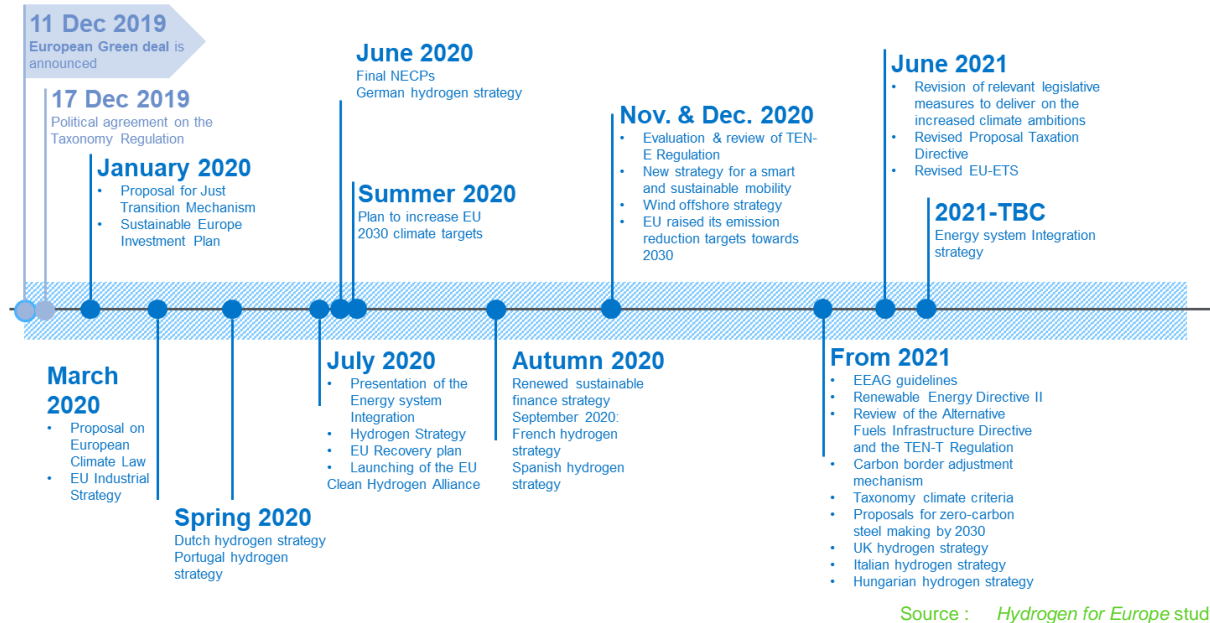 11 Dec 2019
European Green deal is
announced
17 Dec 2019
Political agreement on the
Taxonomy Regulation
January 2020
• Proposal for Just
Transition Mechanism
• Sustainable Europe
Investment Plan
June 2020
Final NECPs
German hydrogen strategy
Summer 2020
Plan to increase EU
2030 climate targets
Nov. & Dec. 2020
• Evaluation & review of TEN-
E Regulation
• New strategy for a smart
and sustainable mobility
• Wind offshore strategy
• EU raised its emission
reduction targets towards
2030
June 2021
• Revision of relevant legislative
measures to deliver on the
increased climate ambitions
• Revised Proposal Taxation
Directive
• Revised EU-ETS
2021-TBC
Energy system Integration
strategy
March
2020
• Proposal on
European
Climate Law
• EU Industrial
Strategy
Spring 2020
Dutch hydrogen strategy
Portugal hydrogen
strategy
July 2020
• Presentation of the
Energy system
Integration
• Hydrogen Strategy
• EU Recovery plan
• Launching of the EU
Clean Hydrogen Alliance
Autumn 2020
Renewed sustainable
finance strategy
September 2020:
French hydrogen
strategy
Spanish hydrogen
strategy
From 2021
• EEAG guidelines
• Renewable Energy Directive II
• Review of the Alternative
Fuels Infrastructure Directive
and the TEN-T Regulation
• Carbon border adjustment
mechanism
• Taxonomy climate criteria
• Proposals for zero-carbon
steel making by 2030
• UK hydrogen strategy
• Italian hydrogen strategy
• Hungarian hydrogen strategy
Source : Hydrogen for Europe stud